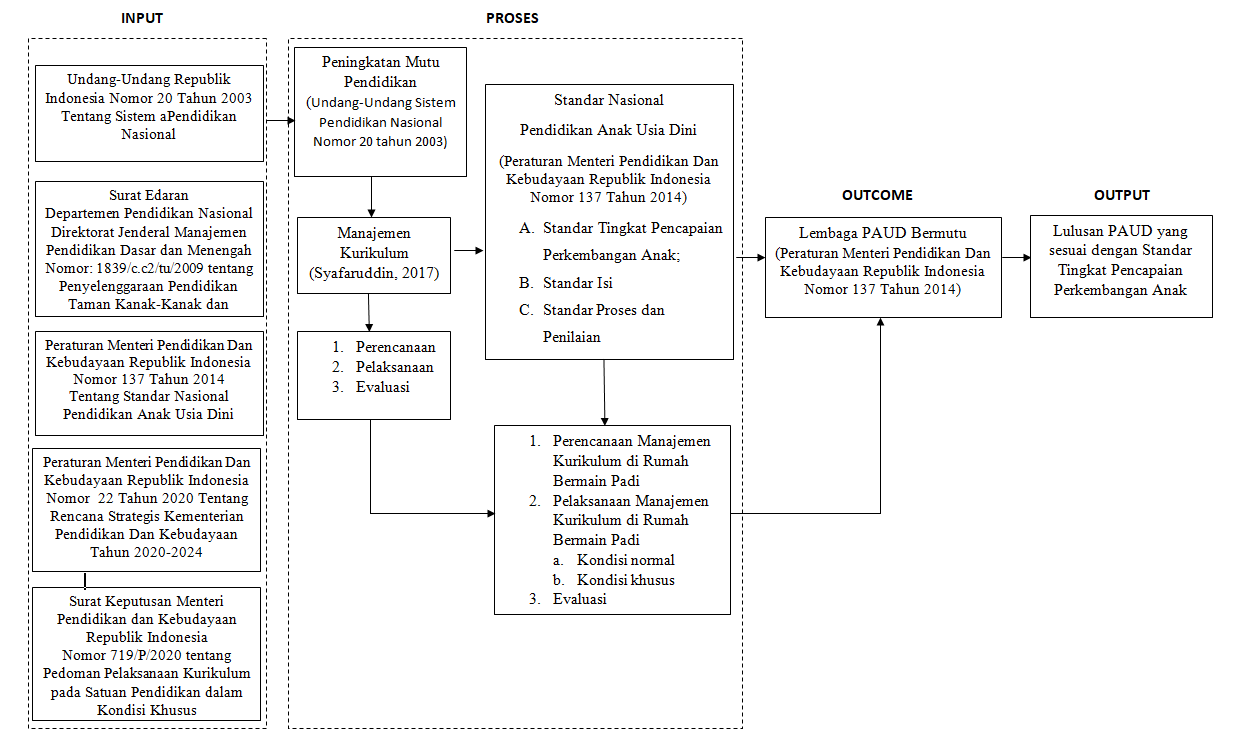 INPUT
Undang-Undang Republik
Indonesia Nomor 20 Tahun 2003
Tentang Sistem aPendidikan
Nasional
Surat Edaran
Departemen Pendidikan Nasional
Direktorat Jenderal Manajemen
Pendidikan Dasar dan Menengah
Nomor: 1839/c.c2/tu/2009 tentang
Penyelenggaraan Pendidikan
Taman Kanak-Kanak dan
Peraturan Menteri Pendidikan Dan
Kebudayaan Republik Indonesia
Nomor 137 Tahun 2014
Tentang Standar Nasional
Pendidikan Anak Usia Dini
Peraturan Menteri Pendidikan Dan
Kebudayaan Republik Indonesia
Nomor 22 Tahun 2020 Tentang
Rencana Strategis Kementerian
Pendidikan Dan Kebudayaan
Tahun 2020-2024
Surat Keputusan Menteri
Pendidikan dan Kebudayaan
Republik Indonesia
Nomor 719/P/2020 tentang
Pedoman Pelaksanaan Kurikulum
pada Satuan Pendidikan dalam
Kondisi Khusus
PROSES
Peningkatan Mutu
Pendidikan
(Undang-Undang Sistem
Pendidikan Nasional
Nomor 20 tahun 2003)
Manajemen
Kurikulum
(Syafaruddin, 2017)
1. Perencanaan
2. Pelaksanaan
3. Evaluasi
Standar Nasional
Pendidikan Anak Usia Dini
(Peraturan Menteri Pendidikan Dan
Kebudayaan Republik Indonesia
Nomor 137 Tahun 2014)
A. Standar Tingkat Pencapaian
Perkembangan Anak;
B. Standar Isi
C. Standar Proses dan
Penilaian
1. Perencanaan Manajemen
Kurikulum di Rumah
Bermain Padi
2. Pelaksanaan Manajemen
Kurikulum di Rumah
Bermain Padi
a. Kondisi normal
b. Kondisi khusus
3. Evaluasi
OUTCOME
Lembaga PAUD Bermutu
(Peraturan Menteri Pendidikan Dan
Kebudayaan Republik Indonesia
Nomor 137 Tahun 2014)
OUTPUT
Lulusan PAUD yang
sesuai dengan Standar
Tingkat Pencapaian
Perkembangan Anak